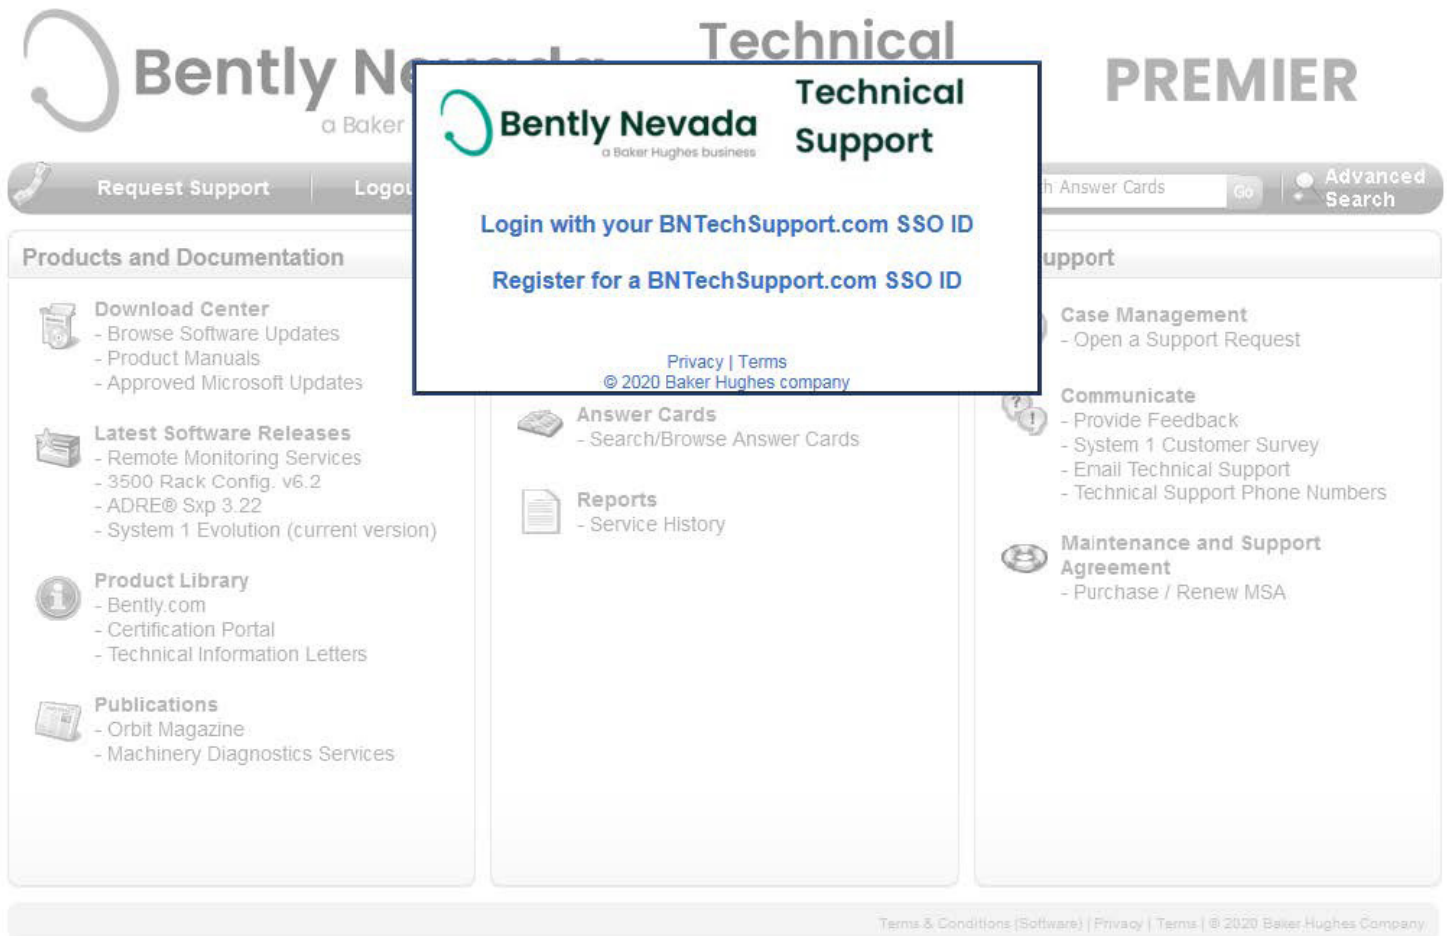 Bently Ne
a Baker
Technical
PREMIER
Bently Nevada
a Baker Hughes business
Technical
Support
Login with your BNTechSupport.com SSO ID
Register for a BNTechSupport.com SSO ID
Privacy | Terms
© 2020 Baker Hughes company
Request Support
Logou
h Answer Cards
Go
Advanced
Search
Products and Documentation
Download Center
- Browse Software Updates
- Product Manuals
- Approved Microsoft Updates
Latest Software Releases
- Remote Monitoring Services
- 3500 Rack Config. v6.2
- ADRE® Sxp 3.22
- System 1 Evolution (current version)
Product Library
- Bently.com
- Certification Portal
- Technical Information Letters
Publications
- Orbit Magazine
- Machinery Diagnostics Services
Answer Cards
- Search/Browse Answer Cards
Reports
- Service History
upport
Case Management
- Open a Support Request
Communicate
- Provide Feedback
- System 1 Customer Survey
- Email Technical Support
- Technical Support Phone Numbers
Maintenance and Support
Agreement
- Purchase / Renew MSA
Terms & Conditions (Software) | Privacy | Terms | © 2020 Baker Hughes Company